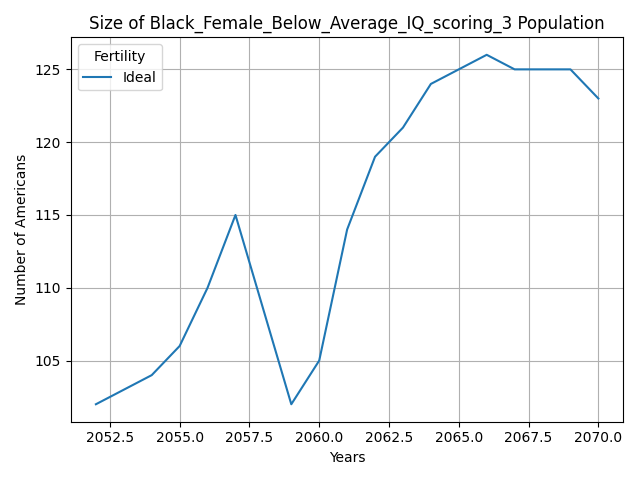 Size of Black_Female_Below_Average_IQ_scoring_3 Population
Fertility
Ideal
Number of Americans
125
120
115
110
105
2052.5 2055.0 2057.5 2060.0 2062.5 2065.0 2067.5 2070.0
Years